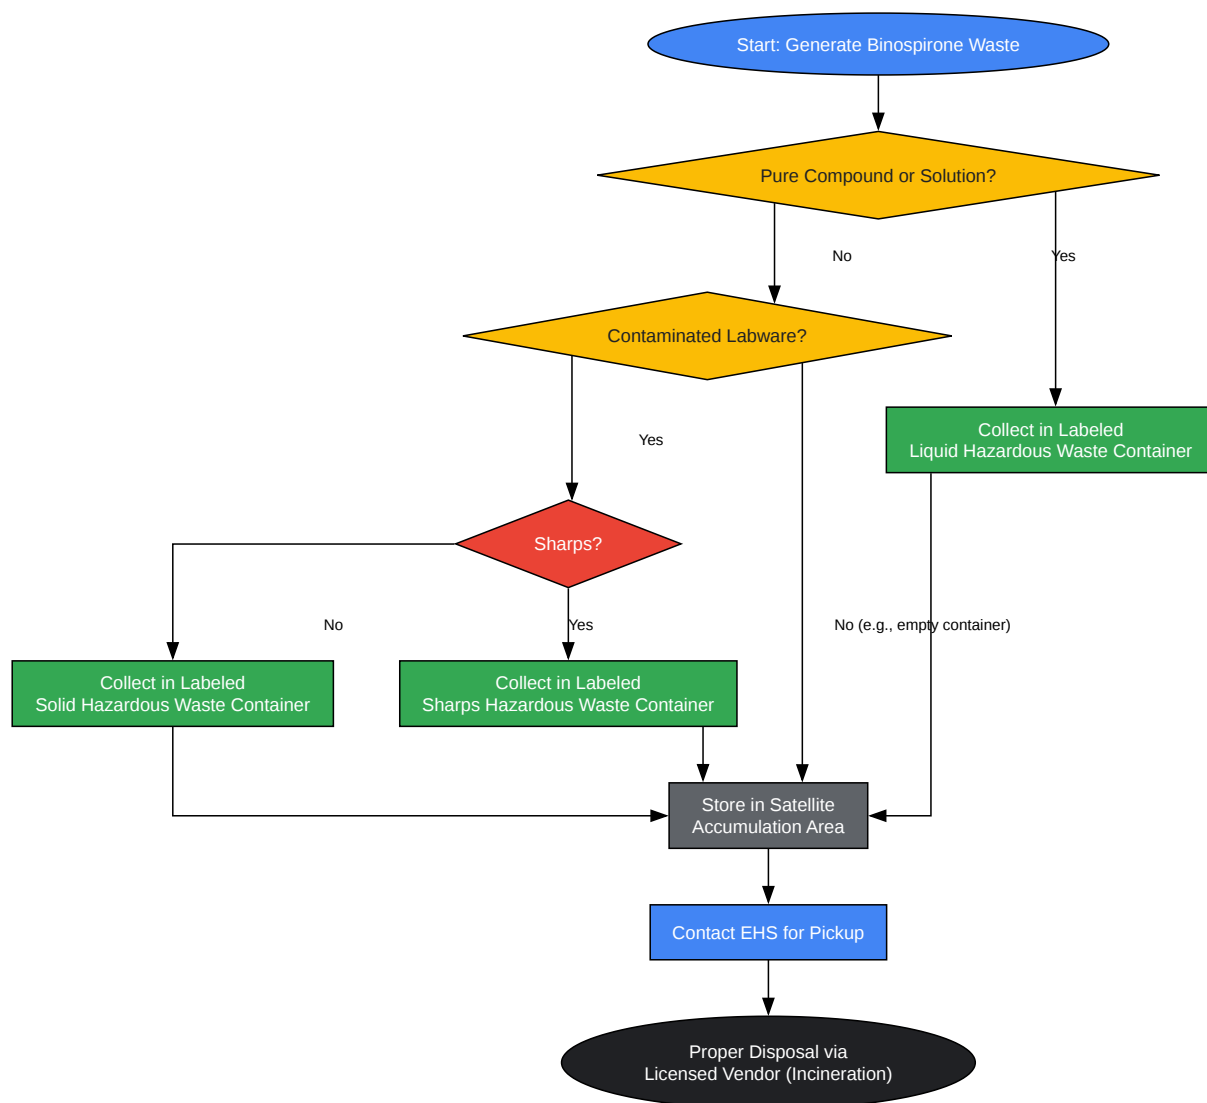 Start: Generate Binospirone Waste
Pure Compound or Solution?
No
Yes
Contaminated Labware?
Yes
Collect in Labeled
Liquid Hazardous Waste Container
Sharps?
No
Yes
No (e.g., empty container)
Collect in Labeled
Solid Hazardous Waste Container
Collect in Labeled
Sharps Hazardous Waste Container
Store in Satellite
Accumulation Area
Contact EHS for Pickup
Proper Disposal via
Licensed Vendor (Incineration)